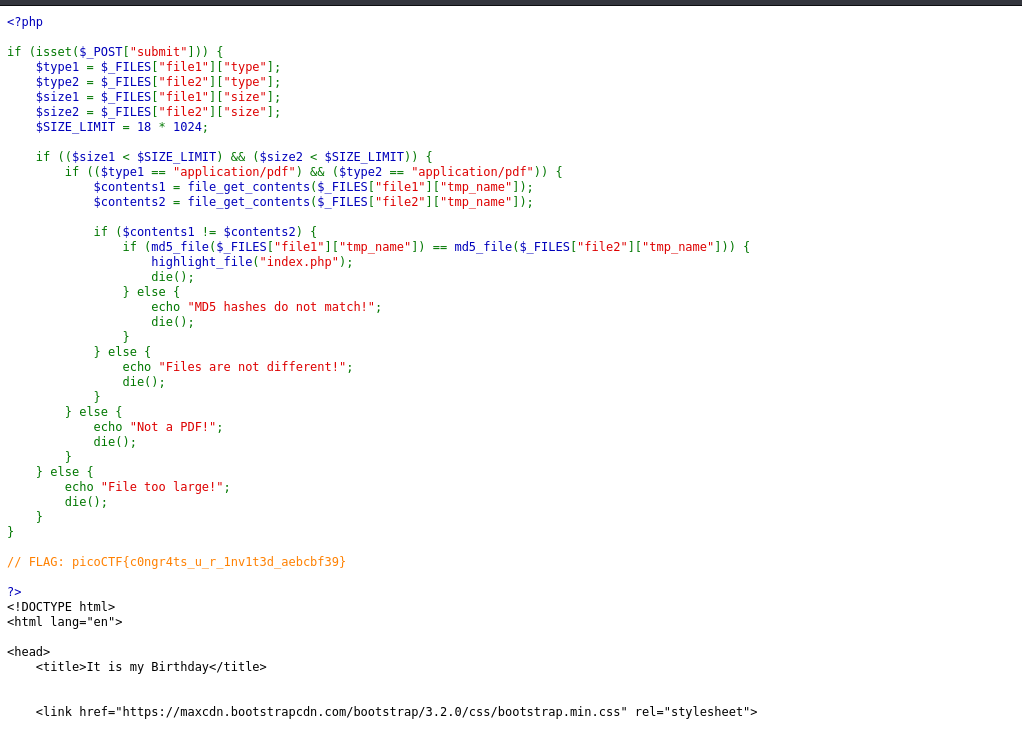 <?php
if (isset($_POST["submit"])) {
    $type1 = $_FILES["file1"]["type"];
    $type2 = $_FILES["file2"]["type"];
    $size1 = $_FILES["file1"]["size"];
    $size2 = $_FILES["file2"]["size"];
    $SIZE_LIMIT = 18 * 1024;
    if (($size1 < $SIZE_LIMIT) && ($size2 < $SIZE_LIMIT)) {
        if (($type1 == "application/pdf") && ($type2 == "application/pdf")) {
            $contents1 = file_get_contents($_FILES["file1"]["tmp_name"]);
            $contents2 = file_get_contents($_FILES["file2"]["tmp_name"]);
            if ($contents1 != $contents2) {
                if (md5_file($_FILES["file1"]["tmp_name"]) == md5_file($_FILES["file2"]["tmp_name"])) {
                    highlight_file("index.php");
                    die();
                } else {
                    echo "MD5 hashes do not match!";
                    die();
                }
            } else {
                echo "Files are not different!";
                die();
            }
        } else {
            echo "Not a PDF!";
            die();
        }
    } else {
        echo "File too large!";
        die();
    }
}
// FLAG: picoCTF{c0ngr4ts_u_r_1nv1t3d_aebcbf39}
?>
<!DOCTYPE html>
<html lang="en">
<head>
    <title>It is my Birthday</title>
    <link href="https://maxcdn.bootstrapcdn.com/bootstrap/3.2.0/css/bootstrap.min.css" rel="stylesheet">